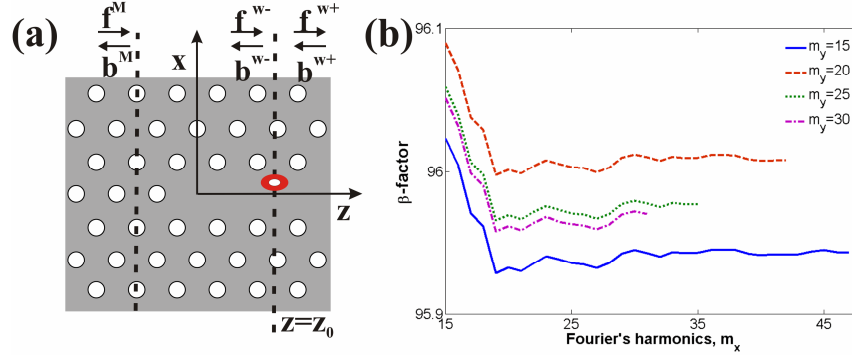 (a)
f^M f^w- f^w+
b^M b^w- b^w+
x
z
z=z₀
(b)
96.1
96
95.9
β-factor
15 25 35 45
Fourier's harmonics, m_x
m_y=15
m_y=20
m_y=25
m_y=30